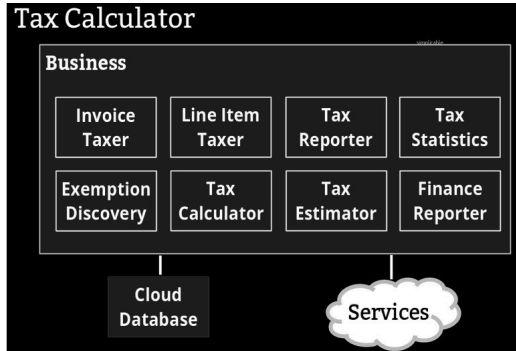 Tax Calculator
Business
Invoice
Taxer
Line Item
Taxer
Tax
Reporter
Tax
Statistics
Exemption
Discovery
Tax
Calculator
Tax
Estimator
Finance
Reporter
Cloud
Database
Services